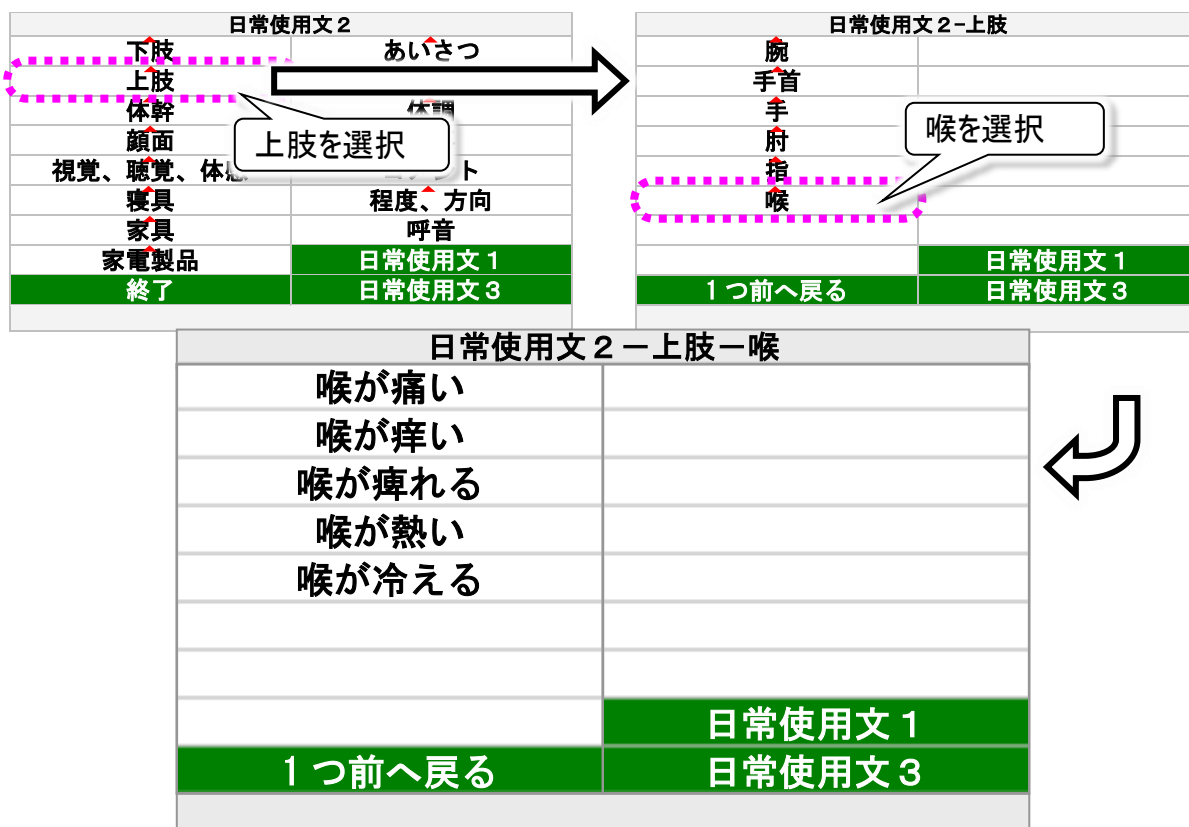 日常使用文2
下肢 あいさつ
上肢
体幹 体調
顔面
上肢を選択
視覚、聴覚、体感
寝具 程度、方向
家具 呼音
家電製品 日常使用文1
終了 日常使用文3
日常使用文2-上肢
腕
手首
手
肘
喉を選択
指
喉
日常使用文1
1つ前へ戻る 日常使用文3
日常使用文2-上肢-喉
喉が痛い
喉が痒い
喉が痺れる
喉が熱い
喉が冷える
日常使用文1
1つ前へ戻る 日常使用文3